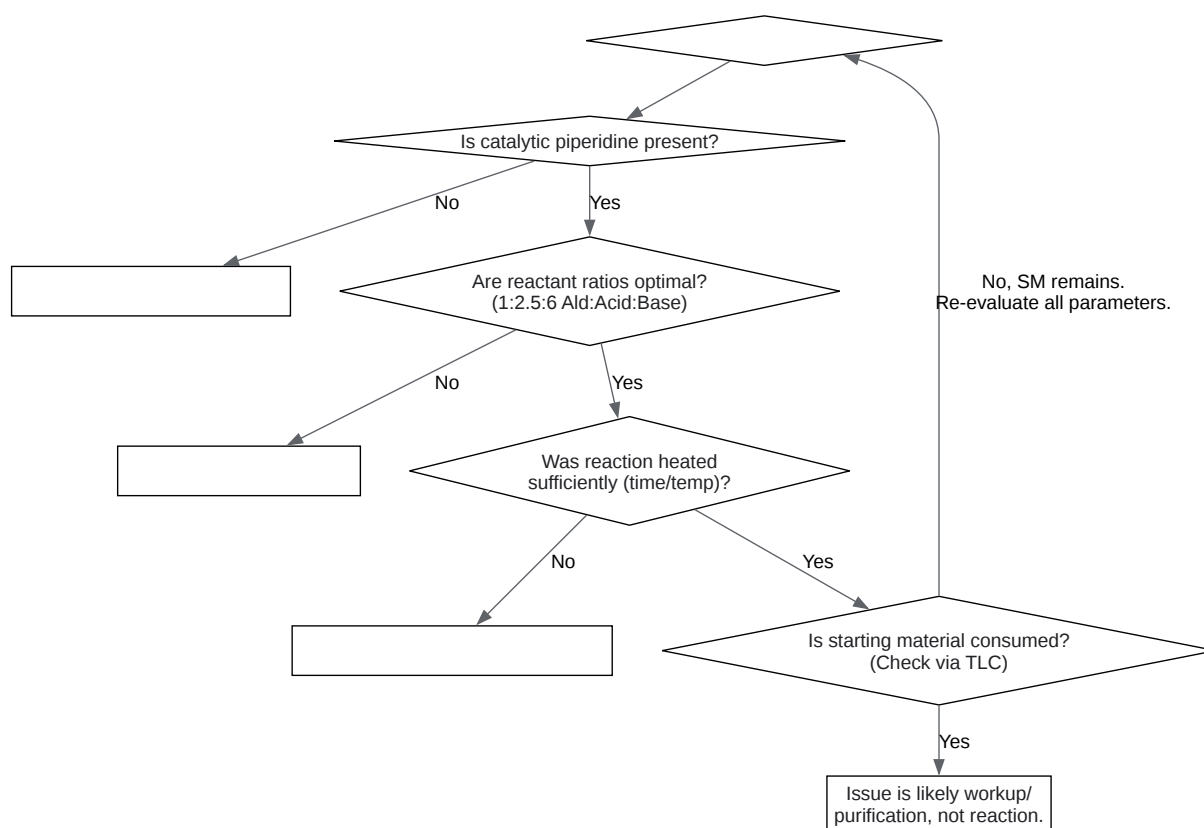 Is catalytic piperidine present?
No
Yes
Are reactant ratios optimal?
(1:2.5:6 Ald:Acid:Base)
No, SM remains.
Re-evaluate all parameters.
No
Yes
Was reaction heated
sufficiently (time/temp)?
No
Yes
Is starting material consumed?
(Check via TLC)
Yes
Issue is likely workup/
purification, not reaction.